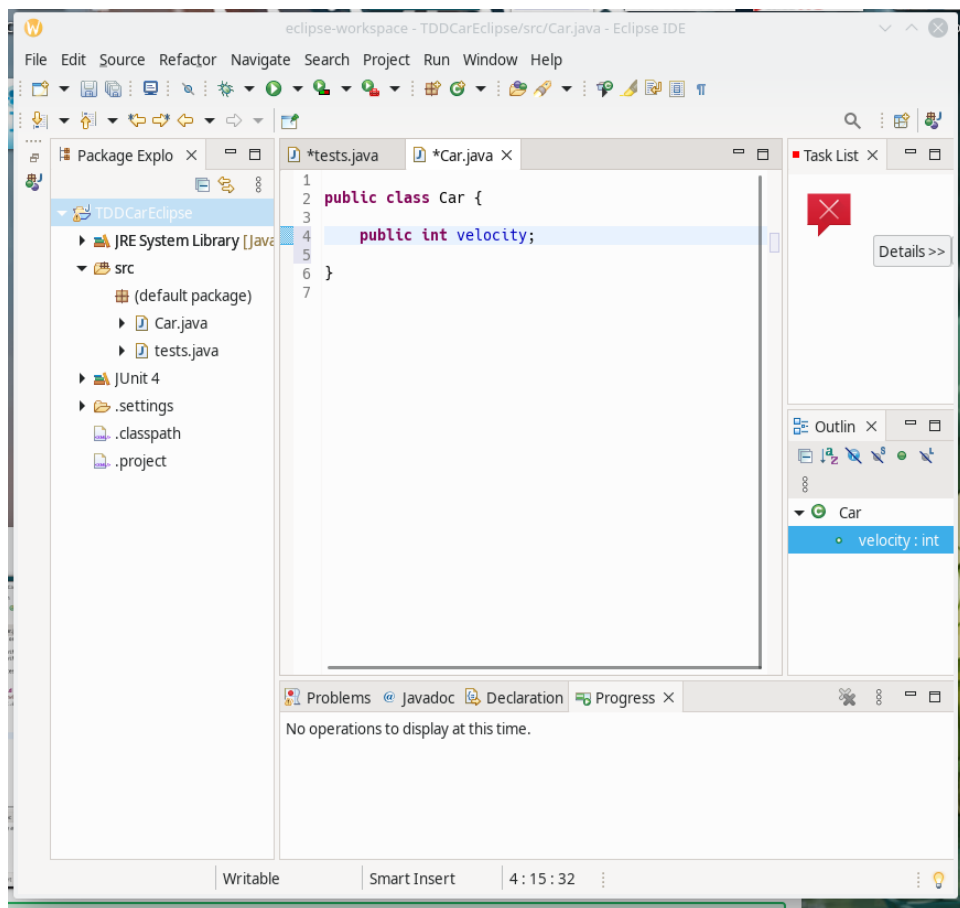 eclipse-workspace - TDDCarEclipse/src/Car.java - Eclipse IDE
File Edit Source Refactor Navigate Search Project Run Window Help
Package Explo
TDDCarEclipse
JRE System Library [Java
src
(default package)
Car.java
tests.java
JUnit 4
.settings
.classpath
.project
*tests.java
*Car.java
1
2 public class Car {
3
4 public int velocity;
5
6 }
7
Task List
Details >>
Outlin
Car
velocity : int
Problems @ Javadoc Declaration Progress
No operations to display at this time.
Writable Smart Insert 4 : 15 : 32